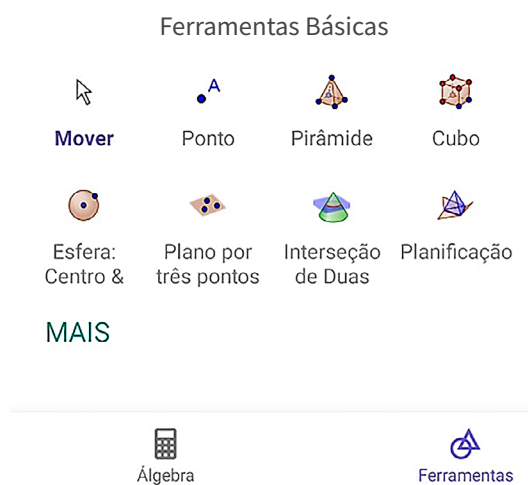 Ferramentas Básicas
A
Mover
Ponto
Pirâmide
Cubo
Esfera:
Centro &
Plano por
três pontos
Interseção
de Duas
Planificação
MAIS
Álgebra
Ferramentas